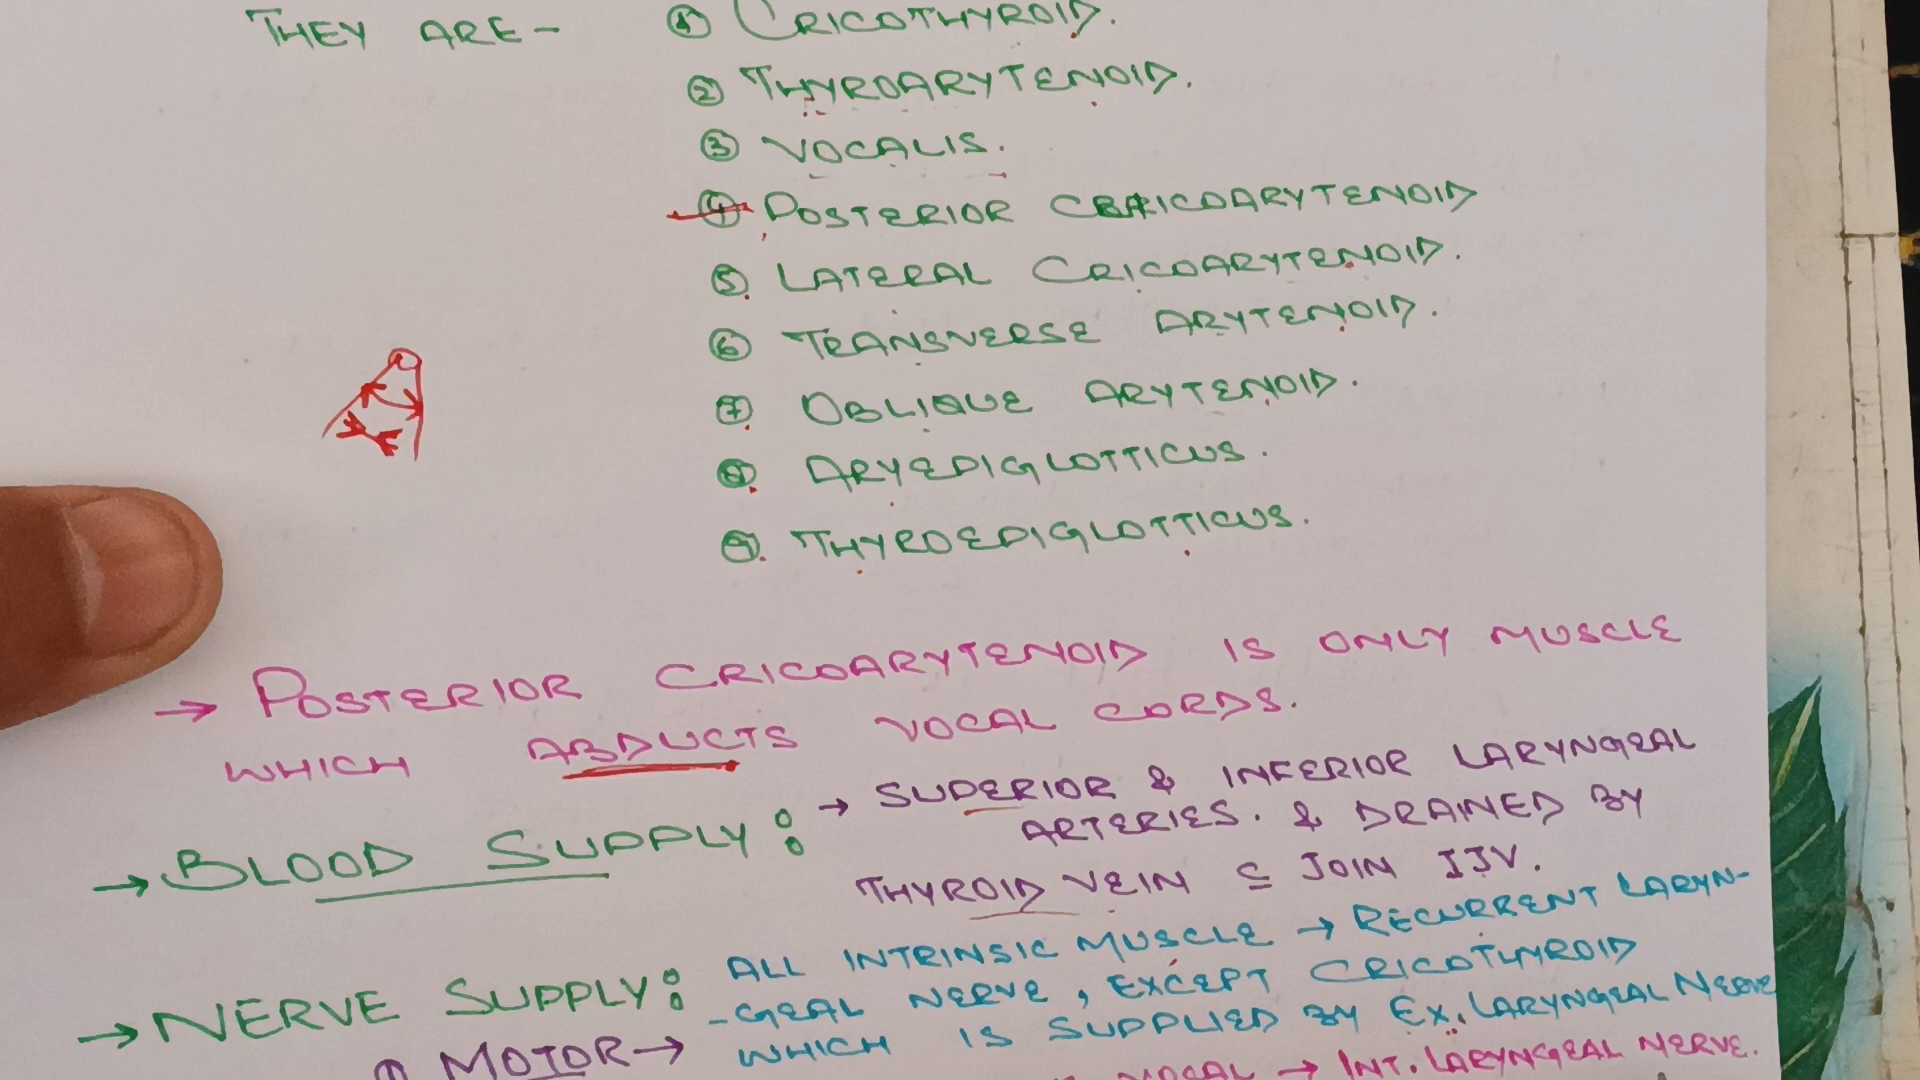 THEY ARE - ① CRICOTHYROID.
② THYROARYTENOID.
③ VOCALIS.
④ POSTERIOR CRICOARYTENOID
⑤ LATERAL CRICOARYTENOID.
⑥ TRANSVERSE ARYTENOID.
⑦ OBLIQUE ARYTENOID.
⑧ ARYEPIGLOTTICUS.
⑨ THYROEPIGLOTTICUS.
→ POSTERIOR CRICOARYTENOID IS ONLY MUSCLE
WHICH ABDUCTS VOCAL CORDS.
→ BLOOD SUPPLY : → SUPERIOR & INFERIOR LARYNGEAL
ARTERIES. & DRAINED BY
THYROID VEIN C̄ JOIN IJV.
→ NERVE SUPPLY : ALL INTRINSIC MUSCLE → RECURRENT LARYN-
-GEAL NERVE, EXCEPT CRICOTHYROID
① MOTOR → WHICH IS SUPPLIED BY EX. LARYNGEAL NERVE
→ INT. LARYNGEAL NERVE.